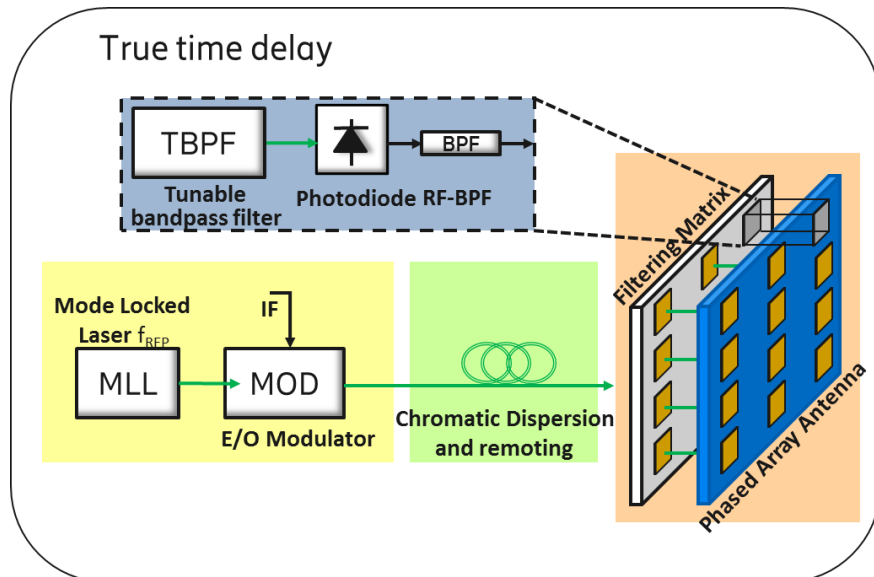 True time delay
TBPF
BPF
Tunable
bandpass filter
Photodiode RF-BPF
Filtering Matrix
Mode Locked
Laser fREP
IF
MLL
MOD
E/O Modulator
Chromatic Dispersion
and remoting
Phased Array Antenna